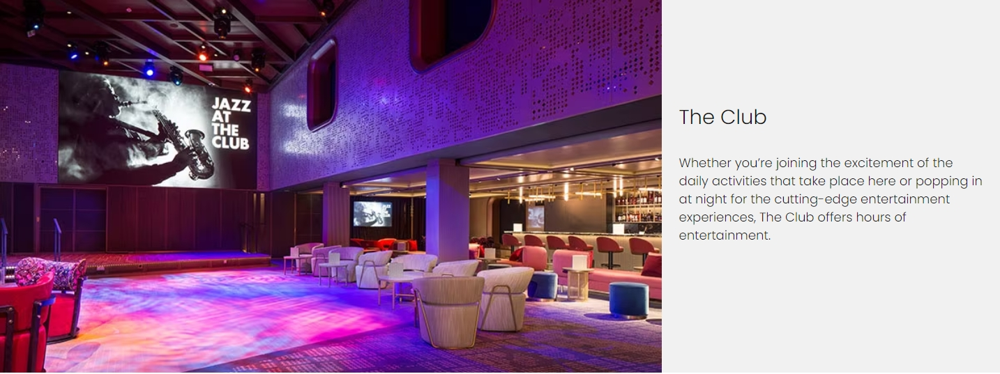 JAZZ
AT
THE
CLUB
The Club
Whether you’re joining the excitement of the
daily activities that take place here or popping in
at night for the cutting-edge entertainment
experiences, The Club offers hours of
entertainment.